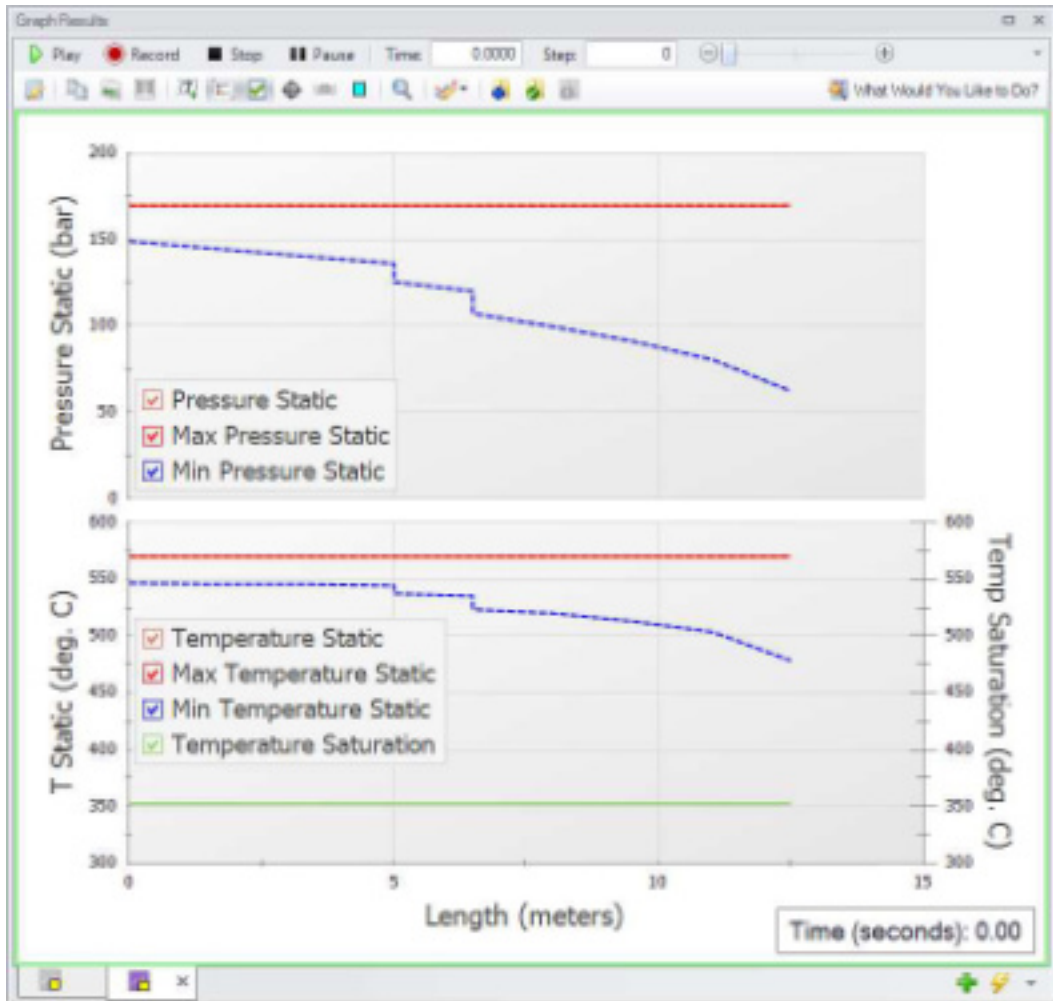 Graph Results
Play Record Stop Pause Time: 0.0000 Step: 0
What Would You Like to Do?
200
150
100
50
0
Pressure Static (bar)
Pressure Static
Max Pressure Static
Min Pressure Static
600
550
500
450
400
350
300
T Static (deg. C)
Temperature Static
Max Temperature Static
Min Temperature Static
Temperature Saturation
600
550
500
450
400
350
300
Temp Saturation (deg. C)
0 5 10 15
Length (meters)
Time (seconds): 0.00